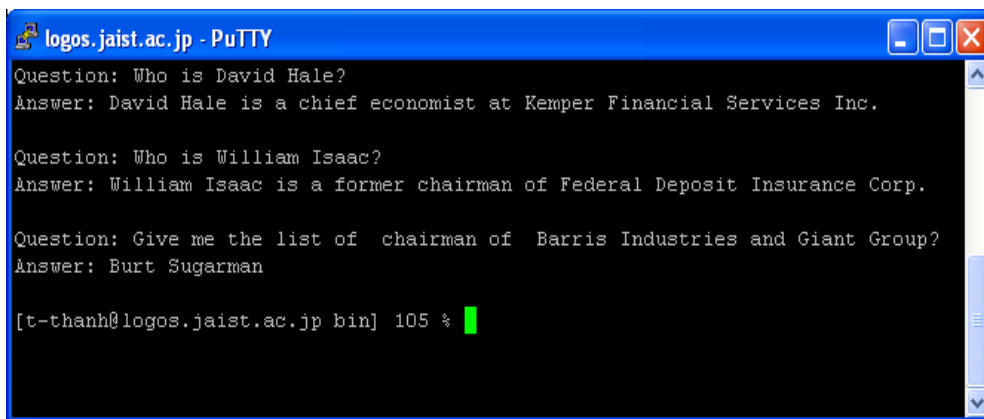 logos.jaist.ac.jp - PuTTY
Question: Who is David Hale?
Answer: David Hale is a chief economist at Kemper Financial Services Inc.
Question: Who is William Isaac?
Answer: William Isaac is a former chairman of Federal Deposit Insurance Corp.
Question: Give me the list of  chairman of  Barris Industries and Giant Group?
Answer: Burt Sugarman
[t-thanh@logos.jaist.ac.jp bin] 105 %